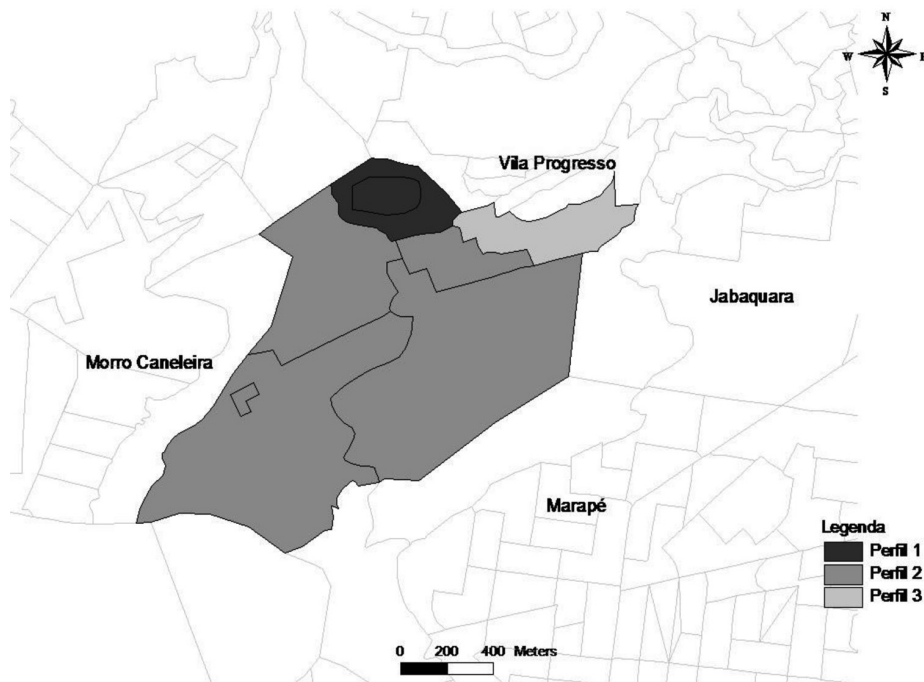 N
W E
S
Vila Progresso
Jabaquara
Morro Caneleira
Marapé
Legenda
Perfil 1
Perfil 2
Perfil 3
0 200 400 Meters